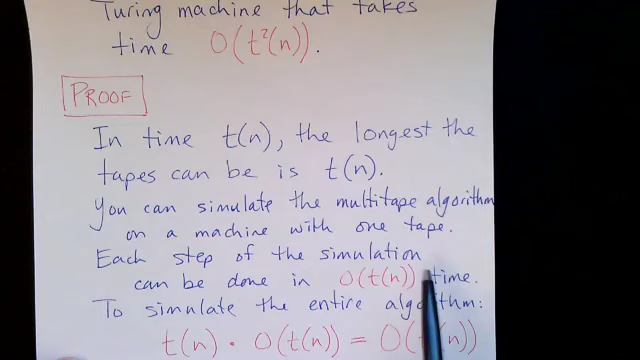 Turing machine that takes
time O(t²(n)).
PROOF
In time t(n), the longest the
tapes can be is t(n).
You can simulate the multitape algorithm
on a machine with one tape.
Each step of the simulation
can be done in O(t(n)) time.
To simulate the entire algorithm:
t(n) · O(t(n)) = O(t (n))